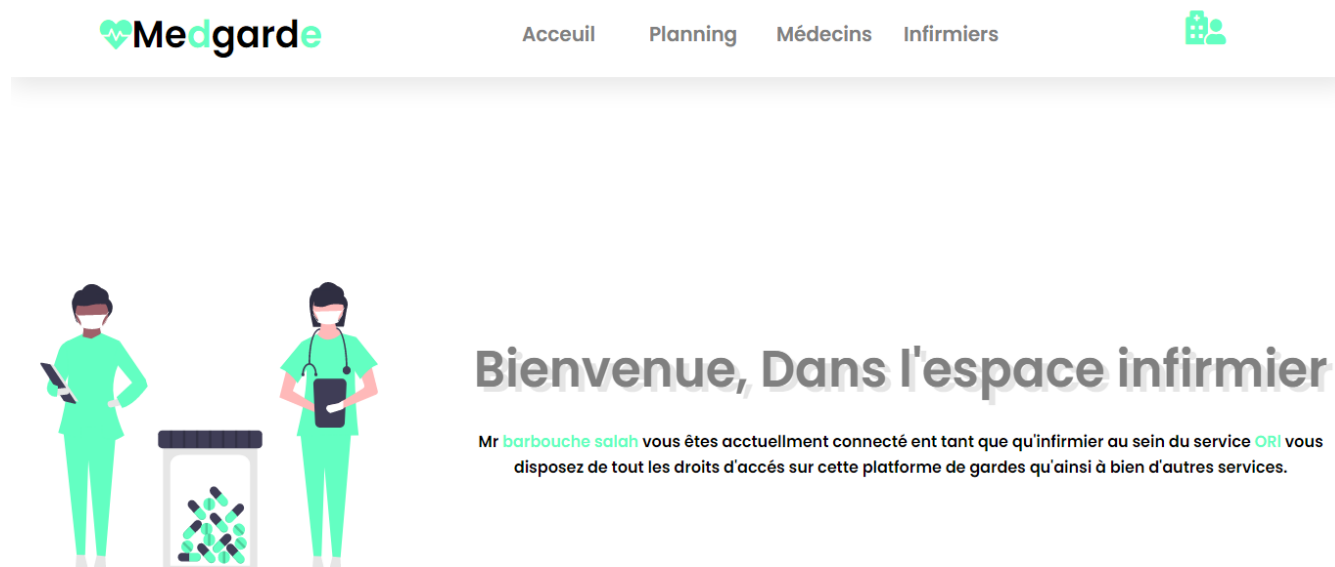 Medgarde
Acceuil Planning Médecins Infirmiers
Bienvenue, Dans l'espace infirmier
Mr barbouche salah vous êtes acctuellment connecté ent tant que qu'infirmier au sein du service ORl vous
disposez de tout les droits d'accés sur cette platforme de gardes qu'ainsi à bien d'autres services.